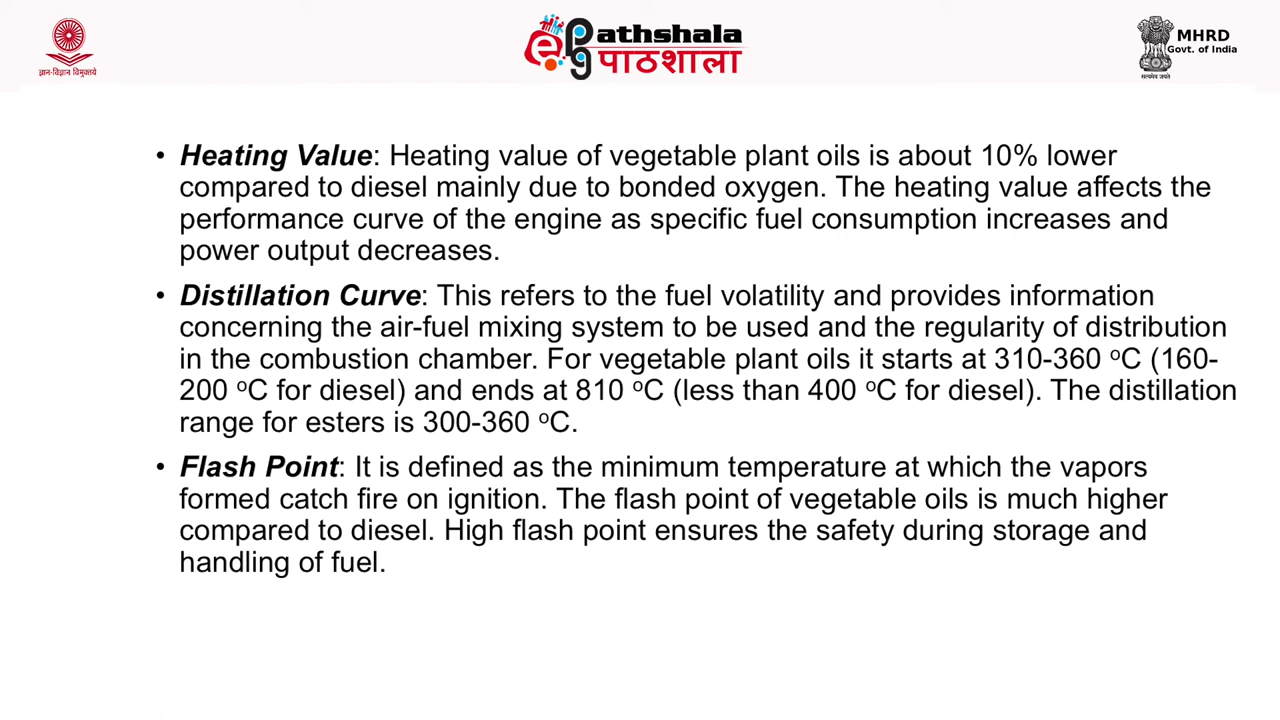 ज्ञान-विज्ञान विमुक्तये
e Pathshala
पाठशाला
MHRD
Govt. of India
सत्यमेव जयते
• Heating Value: Heating value of vegetable plant oils is about 10% lower
compared to diesel mainly due to bonded oxygen. The heating value affects the
performance curve of the engine as specific fuel consumption increases and
power output decreases.
• Distillation Curve: This refers to the fuel volatility and provides information
concerning the air-fuel mixing system to be used and the regularity of distribution
in the combustion chamber. For vegetable plant oils it starts at 310-360 ºC (160-
200 ºC for diesel) and ends at 810 ºC (less than 400 ºC for diesel). The distillation
range for esters is 300-360 ºC.
• Flash Point: It is defined as the minimum temperature at which the vapors
formed catch fire on ignition. The flash point of vegetable oils is much higher
compared to diesel. High flash point ensures the safety during storage and
handling of fuel.